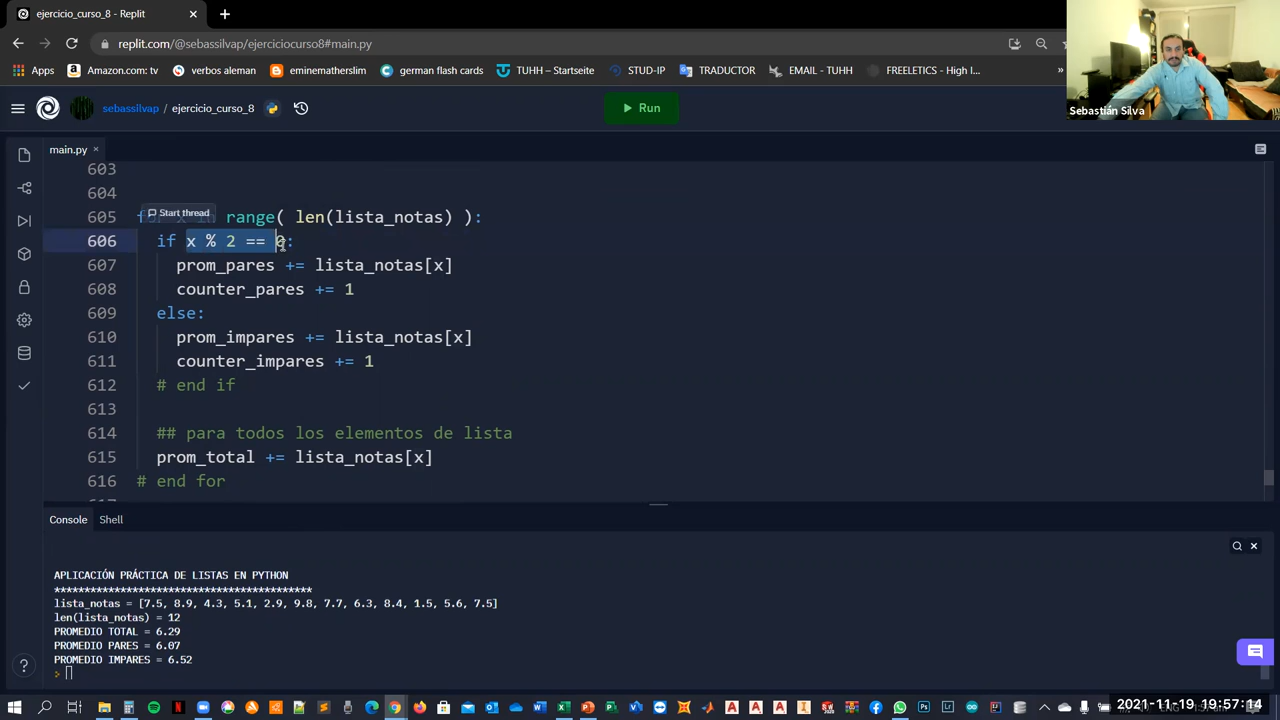 ejercicio_curso_8 - Replit
replit.com/@sebassilvap/ejerciciocurso8#main.py
Apps
Amazon.com: tv
verbos aleman
eminematherslim
german flash cards
TUHH – Startseite
STUD-IP
TRADUCTOR
EMAIL - TUHH
FREELETICS - High I...
»
Sebastián Silva
sebassilvap / ejercicio_curso_8
Run
main.py
603
604
Start thread
605 range( len(lista_notas) ):
606 if x % 2 == 0:
607 prom_pares += lista_notas[x]
608 counter_pares += 1
609 else:
610 prom_impares += lista_notas[x]
611 counter_impares += 1
612 # end if
613
614 ## para todos los elementos de lista
615 prom_total += lista_notas[x]
616 # end for
Console Shell
APLICACIÓN PRÁCTICA DE LISTAS EN PYTHON
*******************************************
lista_notas = [7.5, 8.9, 4.3, 5.1, 2.9, 9.8, 7.7, 6.3, 8.4, 1.5, 5.6, 7.5]
len(lista_notas) = 12
PROMEDIO TOTAL = 6.29
PROMEDIO PARES = 6.07
PROMEDIO IMPARES = 6.52
2021-11-19 19:57:14